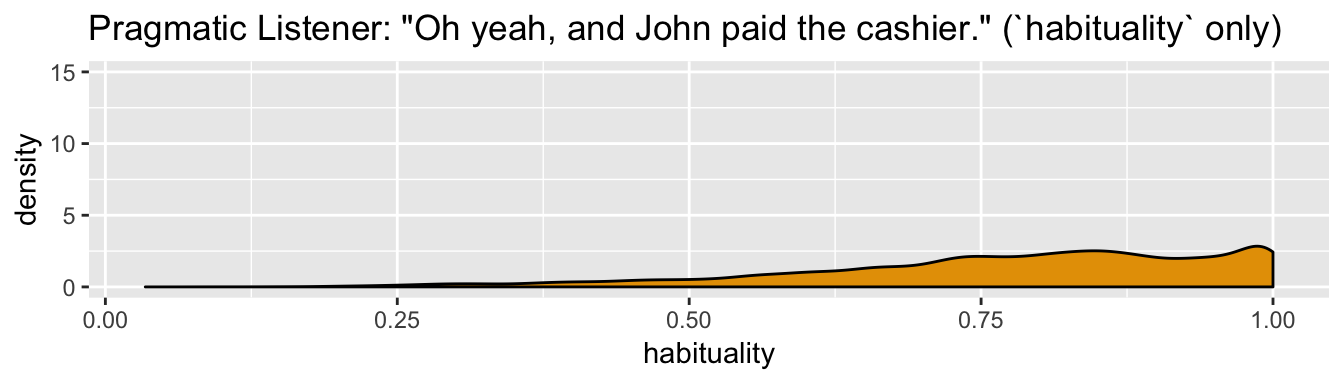 Pragmatic Listener: "Oh yeah, and John paid the cashier." (`habituality` only)
15
10
5
0
density
0.00 0.25 0.50 0.75 1.00
habituality